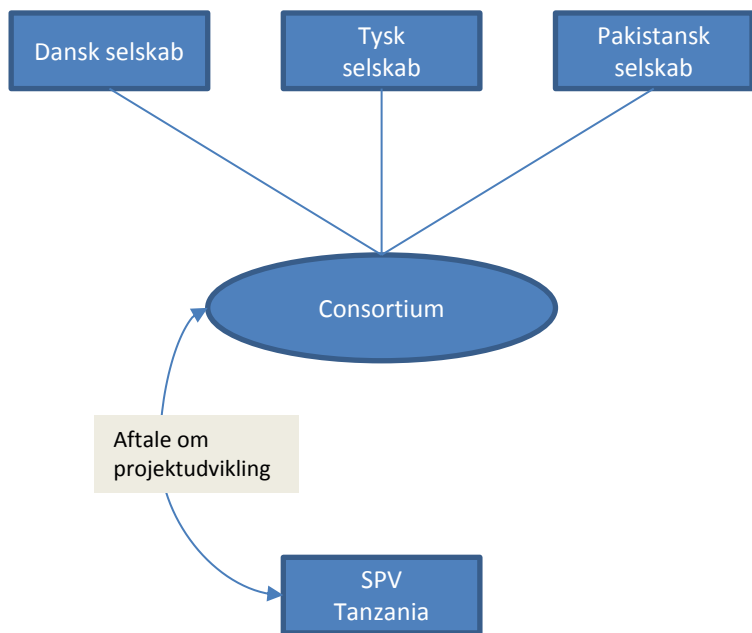 Dansk selskab
Tysk
selskab
Pakistansk
selskab
Consortium
Aftale om
projektudvikling
SPV
Tanzania